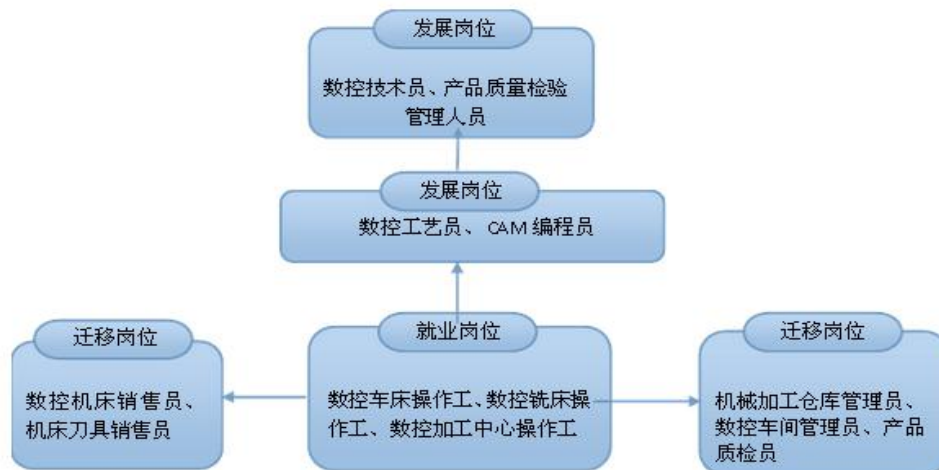 发展岗位
数控技术员、产品质量检验
管理人员
发展岗位
数控工艺员、CAM 编程员
迁移岗位
数控机床销售员、
机床刀具销售员
就业岗位
数控车床操作工、数控铣床操
作工、数控加工中心操作工
迁移岗位
机械加工仓库管理员、
数控车间管理员、产品
质检员